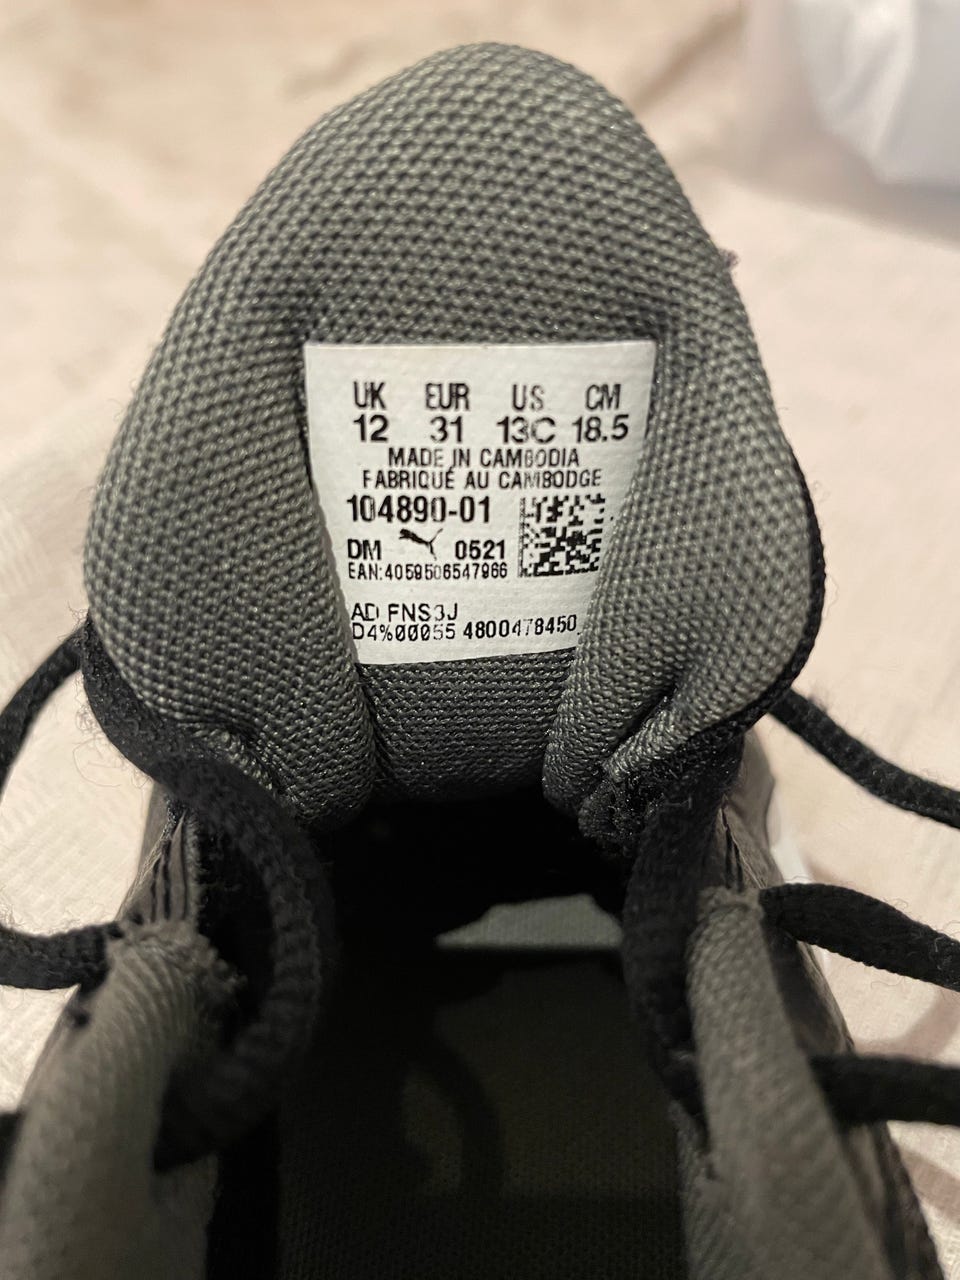 UK EUR US CM
12 31 13C 18.5
MADE IN CAMBODIA
FABRIQUÉ AU CAMBODGE
104890-01
DM 0521
EAN:4059506547966
AD FNS3J
D4%00055 4800478450